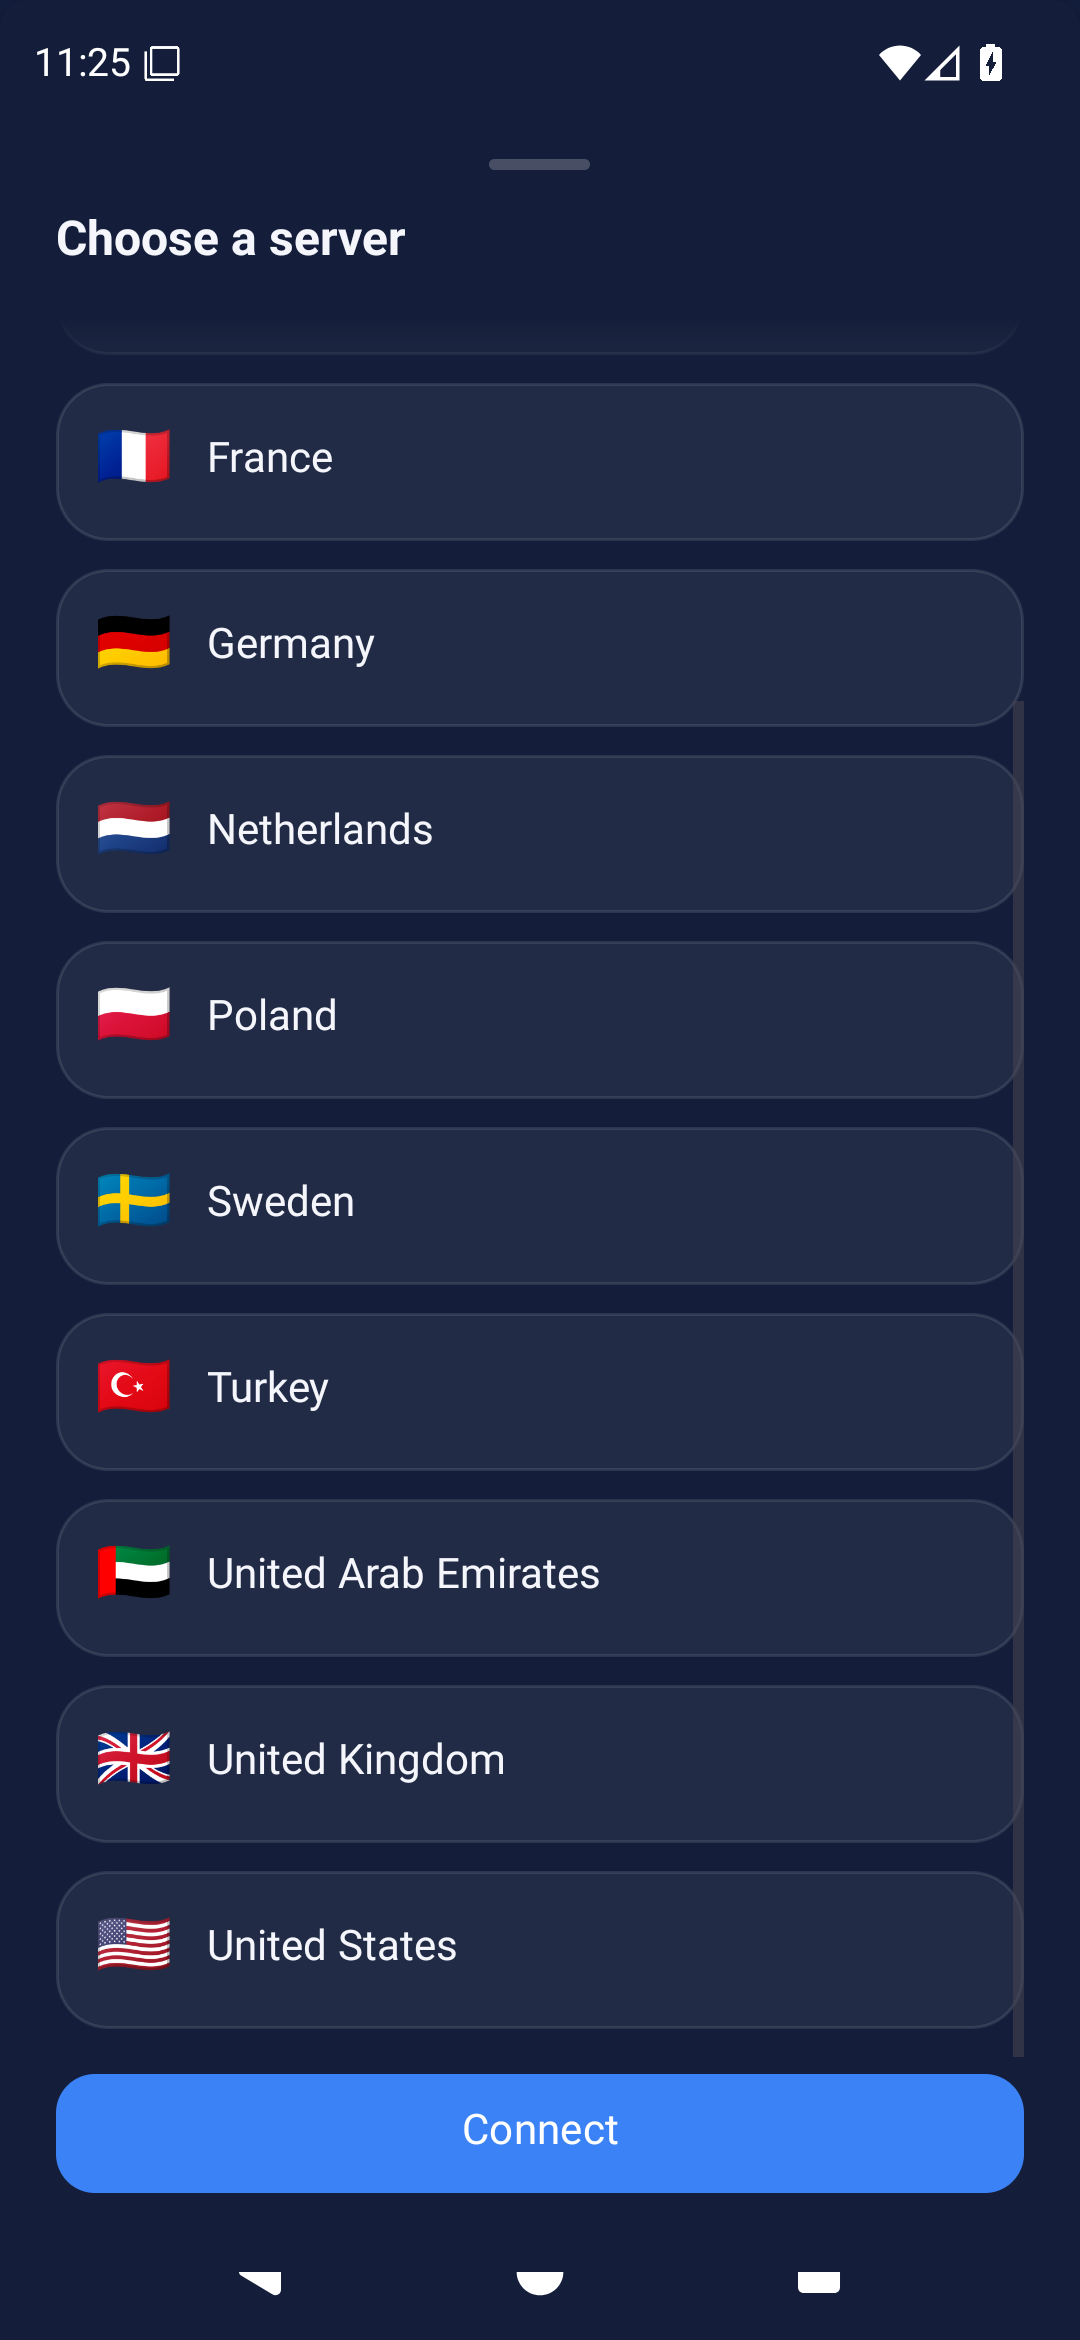 11:25
Choose a server
France
Germany
Netherlands
Poland
Sweden
Turkey
United Arab Emirates
United Kingdom
United States
Connect